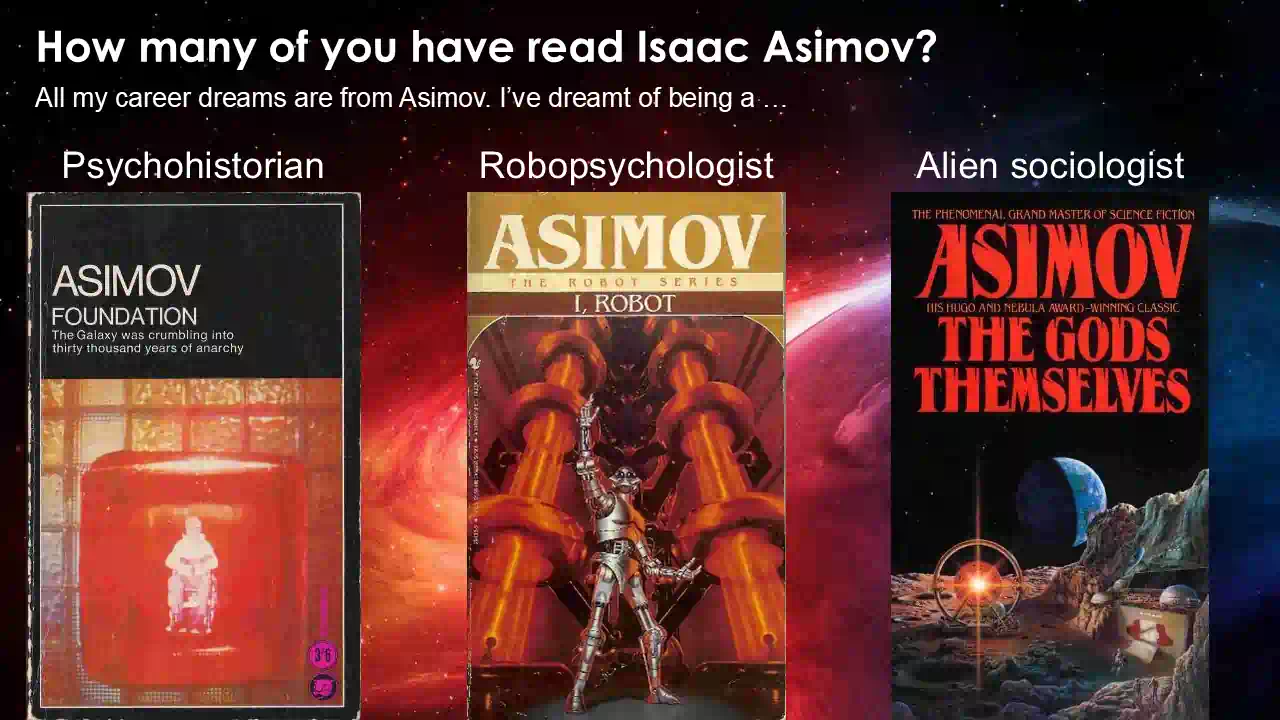 How many of you have read Isaac Asimov?
All my career dreams are from Asimov. I’ve dreamt of being a …
Psychohistorian
Robopsychologist
Alien sociologist
ASIMOV
FOUNDATION
The Galaxy was crumbling into
thirty thousand years of anarchy
3'6
ASIMOV
THE ROBOT SERIES
I, ROBOT
THE PHENOMENAL GRAND MASTER OF SCIENCE FICTION
ASIMOV
HIS HUGO AND NEBULA AWARD-WINNING CLASSIC
THE GODS
THEMSELVES